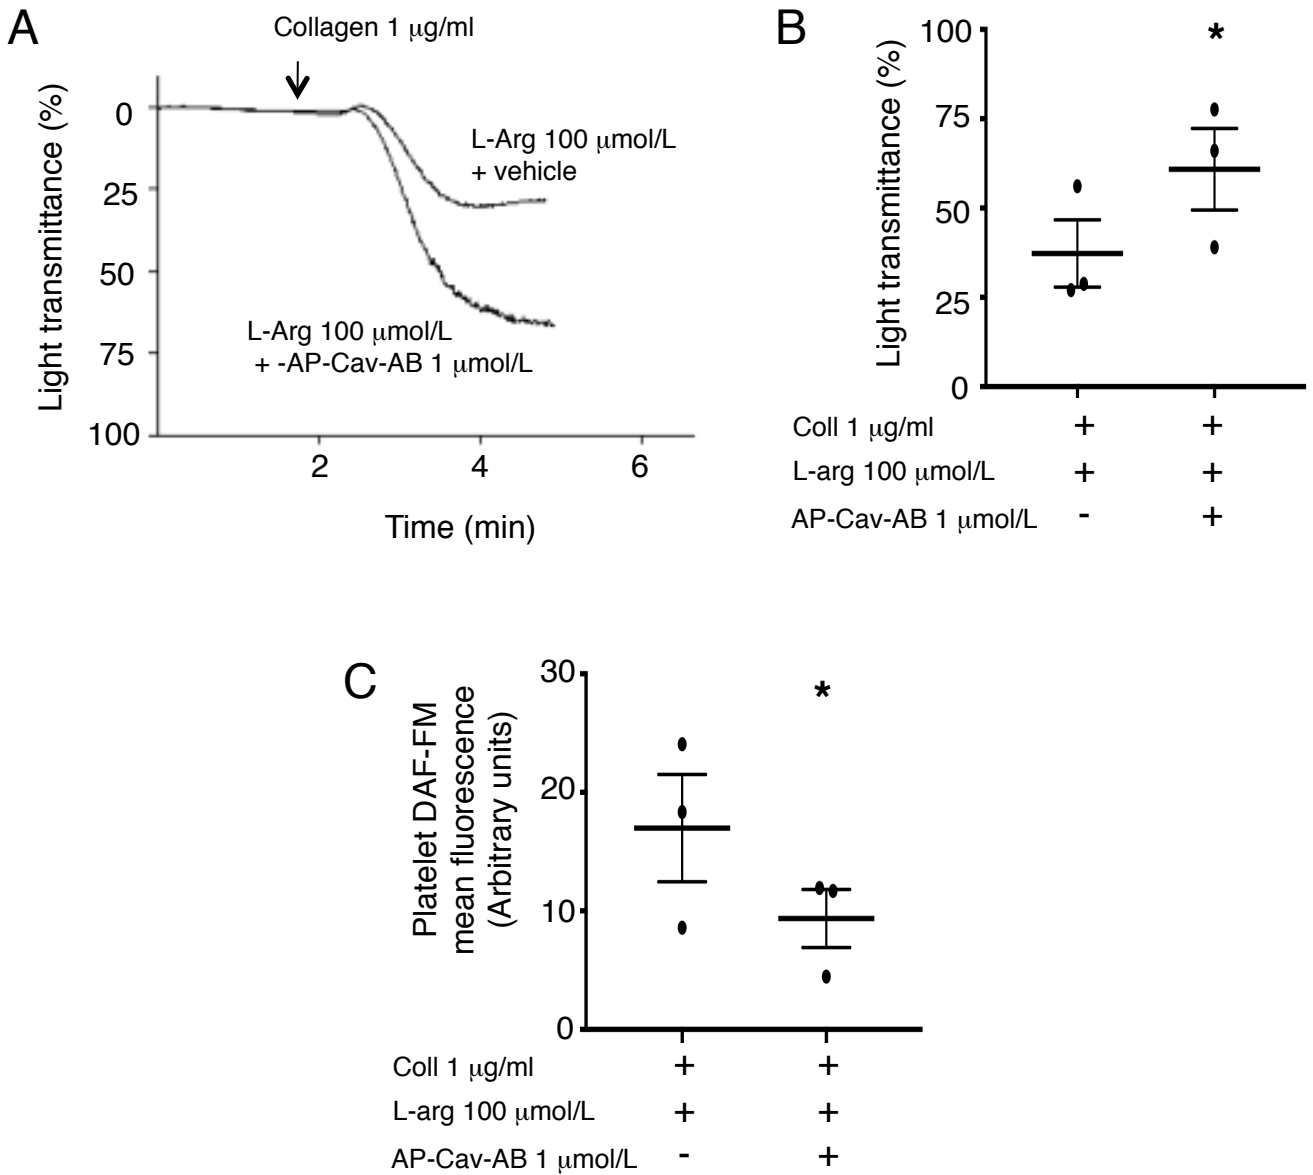 A
Collagen 1 μg/ml
Light transmittance (%)
0
25
50
75
100
L-Arg 100 μmol/L
+ vehicle
L-Arg 100 μmol/L
+ -AP-Cav-AB 1 μmol/L
2 4 6
Time (min)
B
*
Light transmittance (%)
100
75
50
25
0
Coll 1 μg/ml + +
L-arg 100 μmol/L + +
AP-Cav-AB 1 μmol/L - +
C
*
Platelet DAF-FM
mean fluorescence
(Arbitrary units)
30
20
10
0
Coll 1 μg/ml + +
L-arg 100 μmol/L + +
AP-Cav-AB 1 μmol/L - +